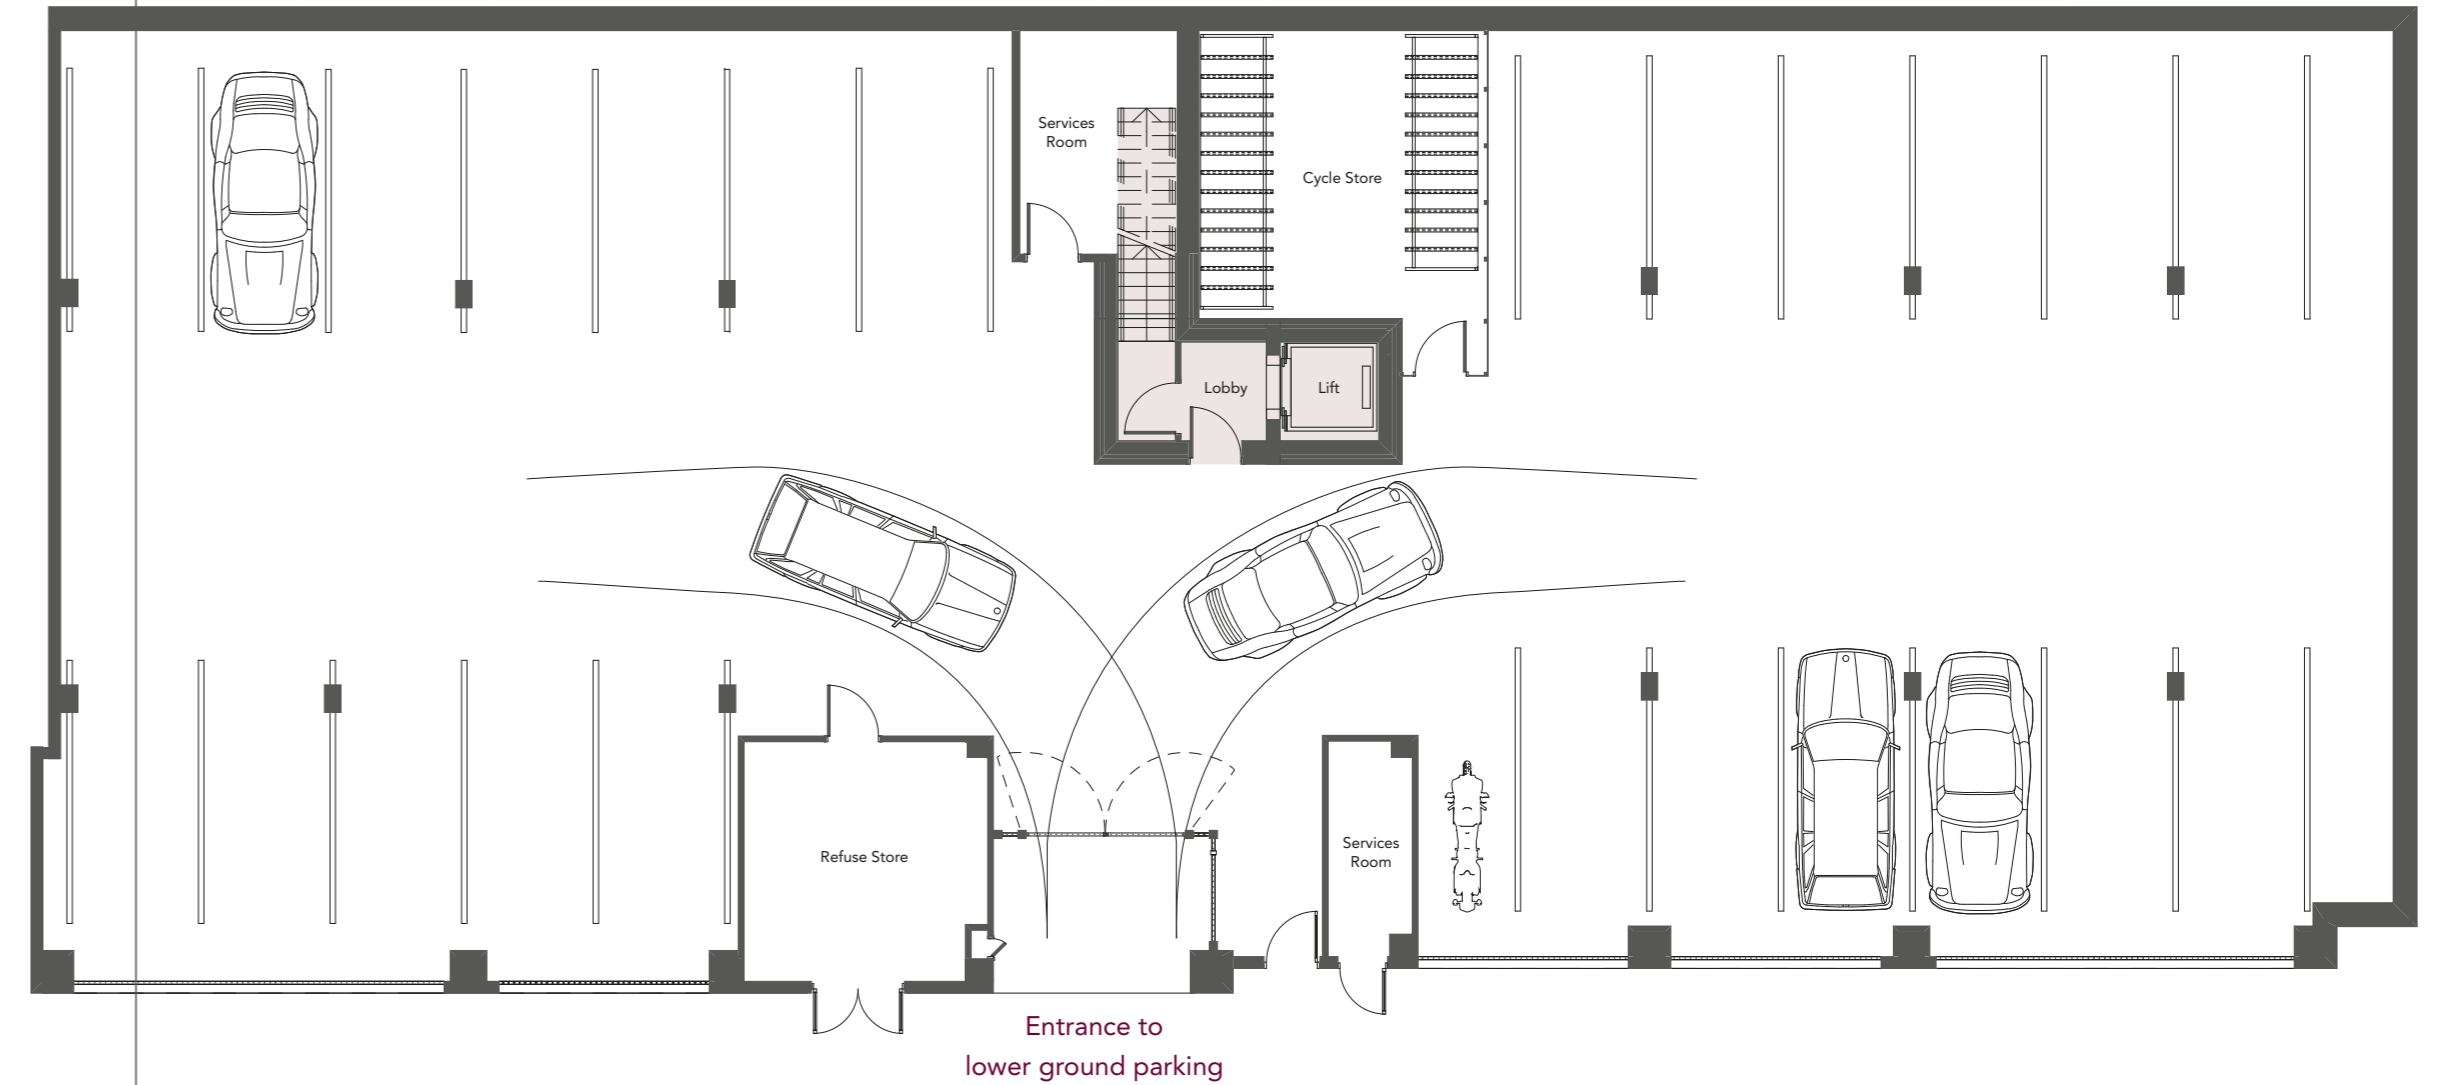 Services
Room
Cycle Store
Lobby
Lift
Refuse Store
Services
Room
Entrance to
lower ground parking